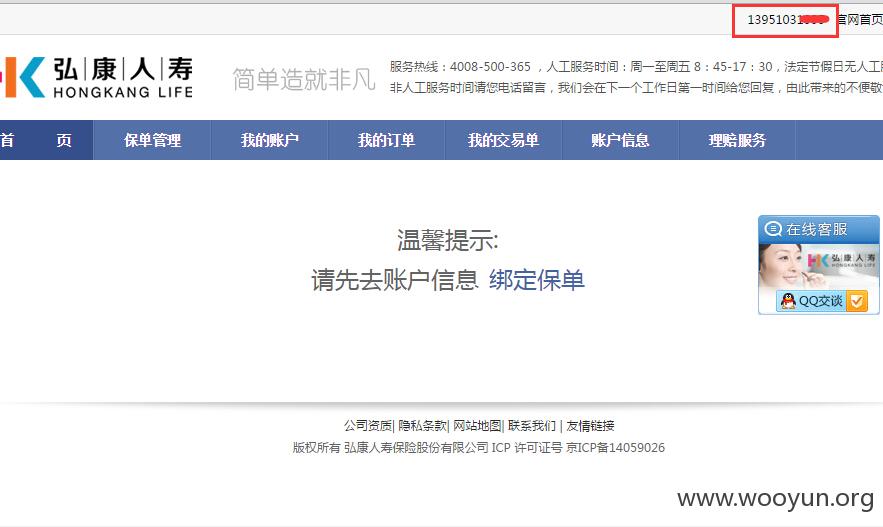 13951031 官网首页
弘康人寿
HONGKANG LIFE
简单造就非凡
服务热线：4008-500-365 ，人工服务时间：周一至周五 8：45-17：30，法定节假日无人工
非人工服务时间请您电话留言，我们会在下一个工作日第一时间给您回复，由此带来的不便敬
首 页 保单管理 我的账户 我的订单 我的交易单 账户信息 理赔服务
温馨提示:
请先去账户信息 绑定保单
在线客服
弘康人寿
HONGKANG LIFE
QQ交谈
公司资质| 隐私条款| 网站地图| 联系我们 | 友情链接
版权所有 弘康人寿保险股份有限公司 ICP 许可证号 京ICP备14059026
www.wooyun.org